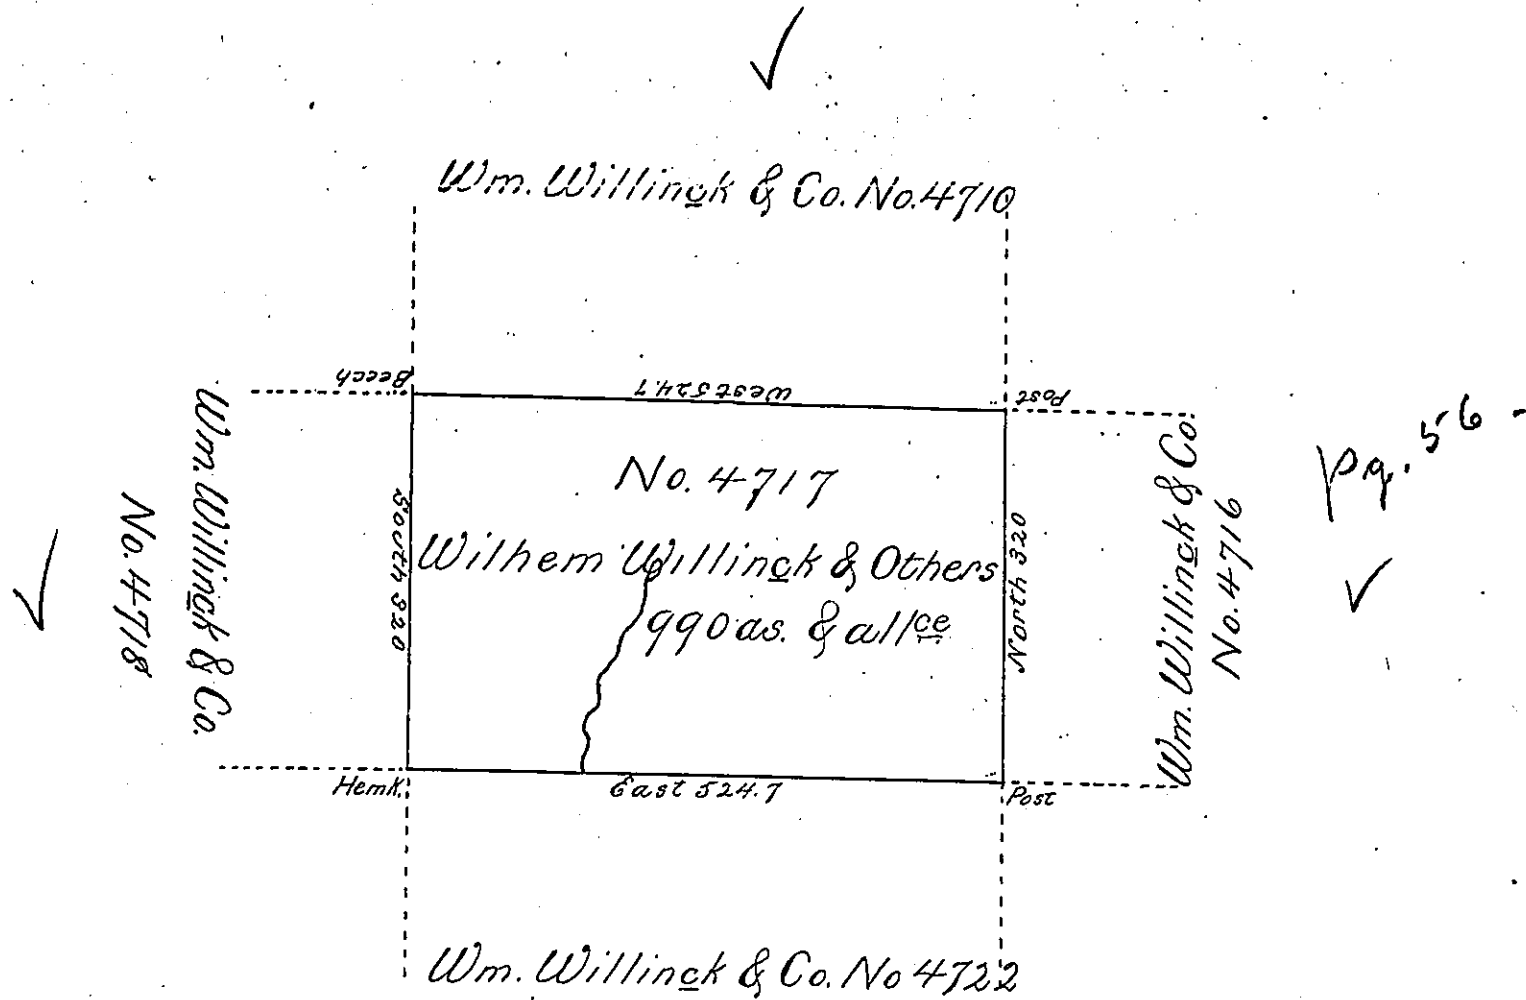 Wm. Willinck & Co. No. 4710
Beech
West 524.7
Post
No. 4717
Wilhem Willinck & Others
990 as. & allce
South 320
North 320
Wm. Willinck & Co.
No. 4718
Wm. Willinck & Co.
No. 4716
pg. 56 -
Hemk.
East 524.7
Post
Wm. Willinck & Co. No 4722